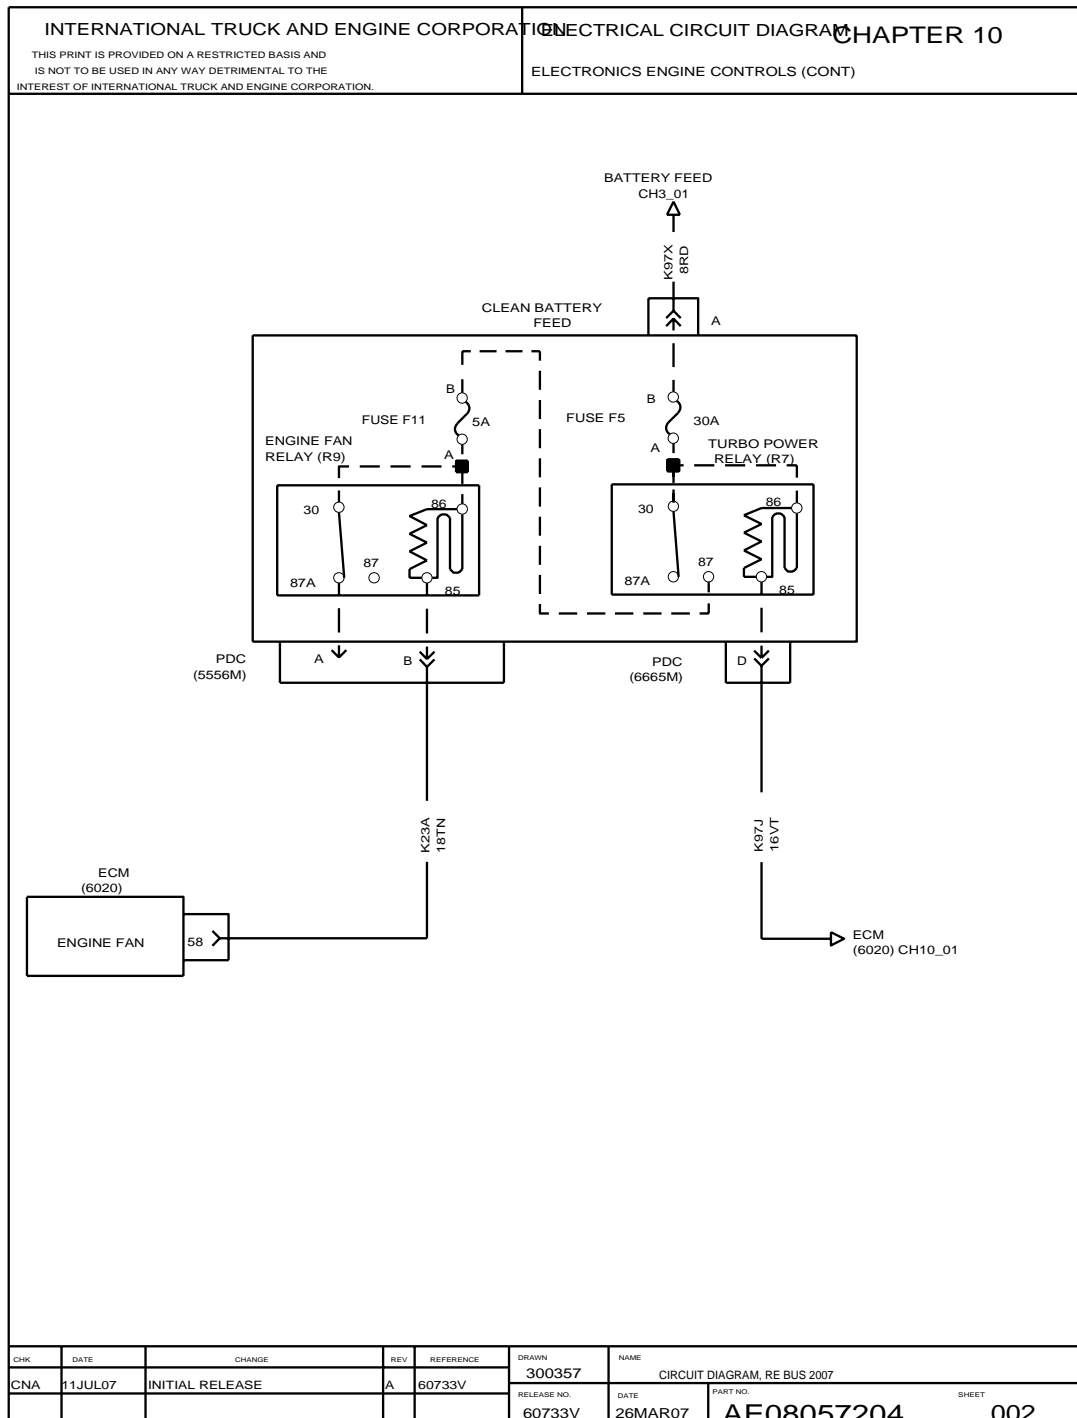 INTERNATIONAL TRUCK AND ENGINE CORPORATION
THIS PRINT IS PROVIDED ON A RESTRICTED BASIS AND
IS NOT TO BE USED IN ANY WAY DETRIMENTAL TO THE
INTEREST OF INTERNATIONAL TRUCK AND ENGINE CORPORATION.
ELECTRICAL CIRCUIT DIAGRAM
CHAPTER 10
ELECTRONICS ENGINE CONTROLS (CONT)
BATTERY FEED
CH3_01
K97X
8RD
CLEAN BATTERY
FEED
A
B
FUSE F11
5A
A
B
FUSE F5
30A
A
ENGINE FAN
RELAY (R9)
TURBO POWER
RELAY (R7)
30
86
87
87A
85
30
86
87
87A
85
PDC
(5556M)
A
B
PDC
(6665M)
D
K23A
18TN
K97J
16VT
ECM
(6020)
ENGINE FAN
58
ECM
(6020) CH10_01
CHK
DATE
CHANGE
REV
REFERENCE
CNA
11JUL07
INITIAL RELEASE
A
60733V
DRAWN
300357
NAME
CIRCUIT DIAGRAM, RE BUS 2007
RELEASE NO.
60733V
DATE
26MAR07
PART NO.
AE08057204
SHEET
002